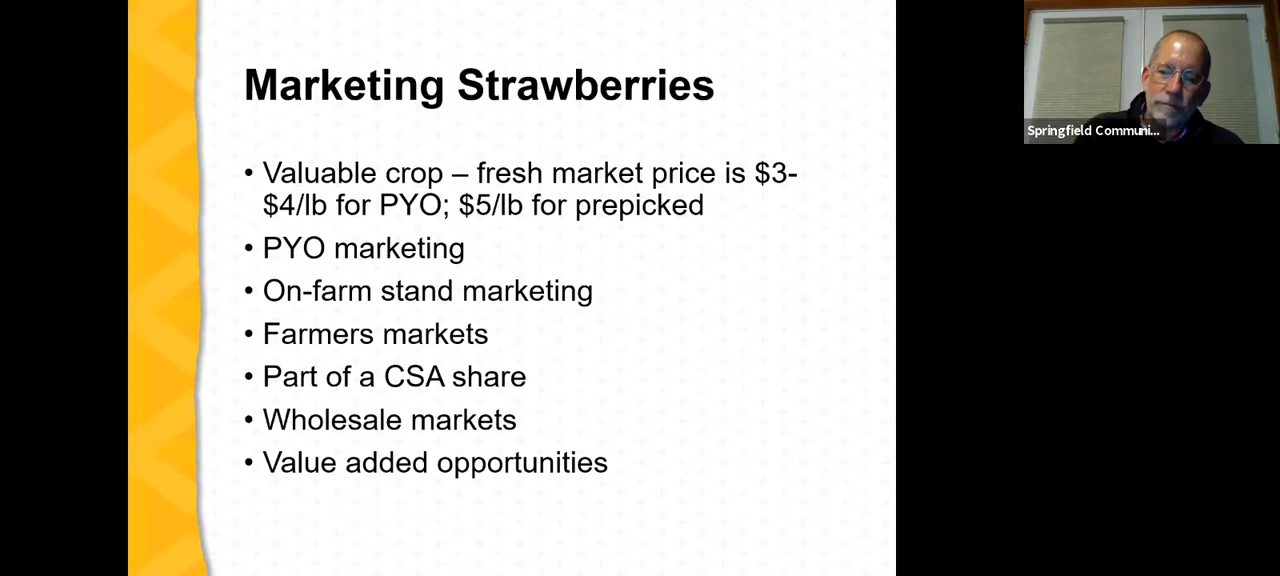 Marketing Strawberries
• Valuable crop – fresh market price is $3-
$4/lb for PYO; $5/lb for prepicked
• PYO marketing
• On-farm stand marketing
• Farmers markets
• Part of a CSA share
• Wholesale markets
• Value added opportunities
Springfield Communi...